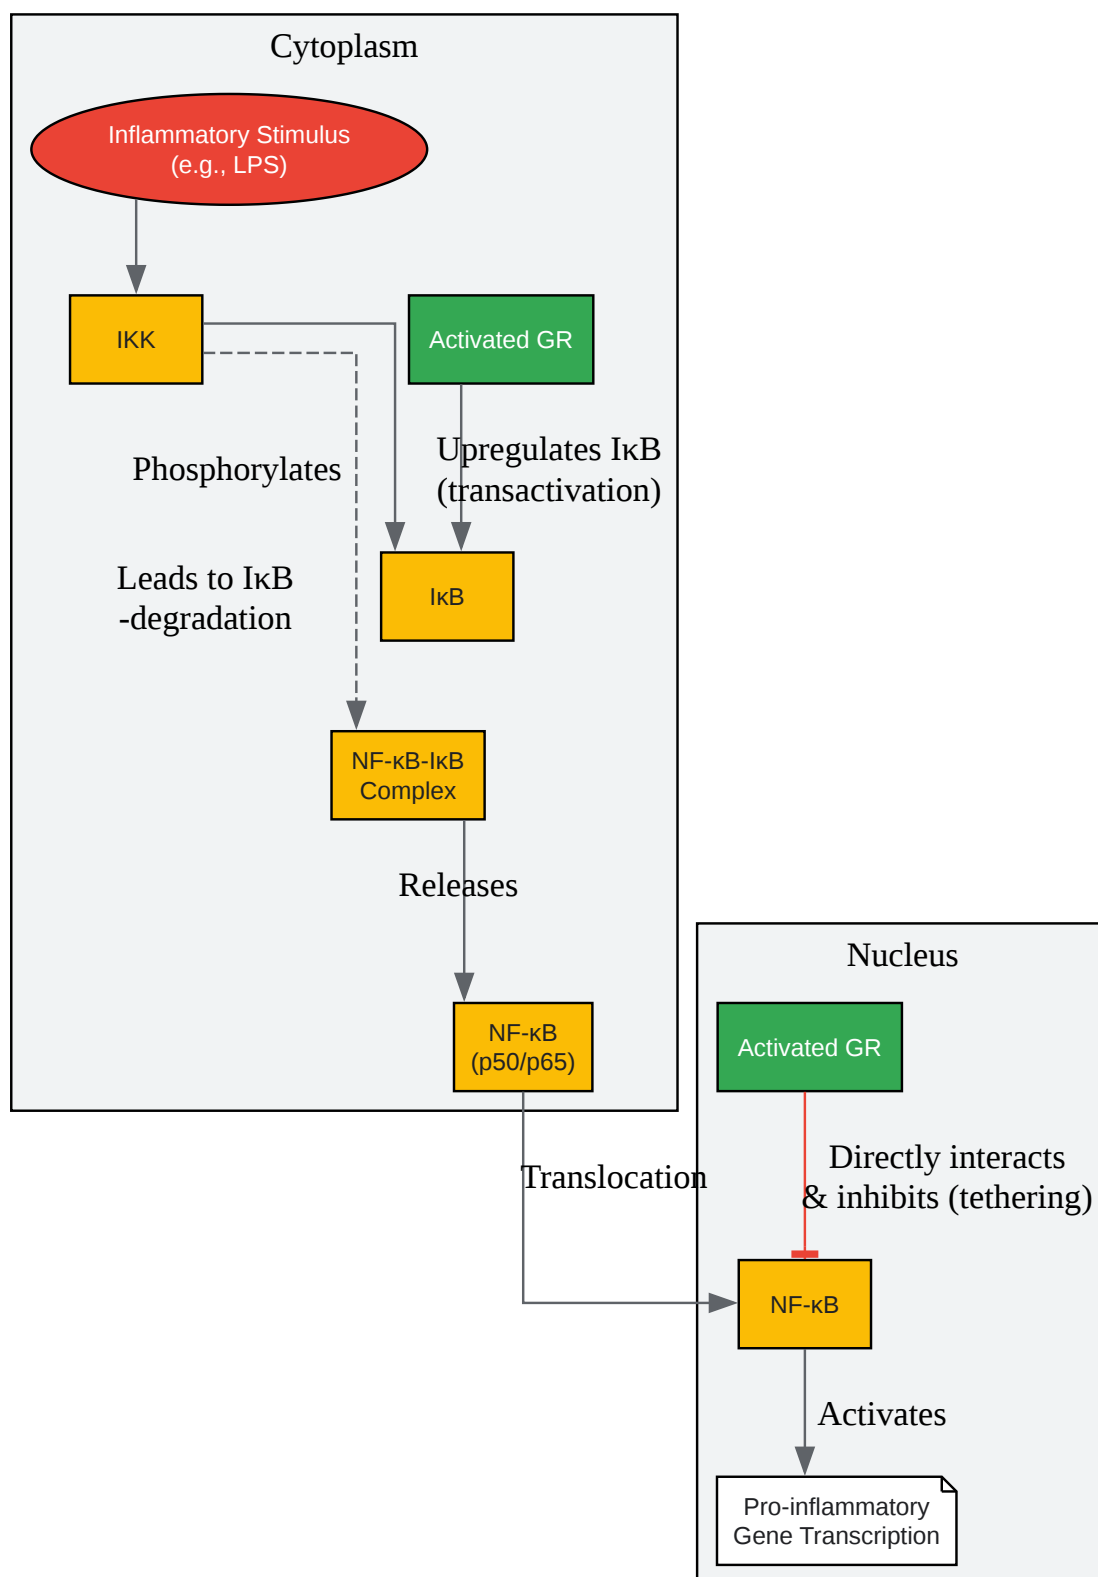 Cytoplasm
Inflammatory Stimulus
(e.g., LPS)
IKK
Activated GR
Phosphorylates
Upregulates IκB
(transactivation)
Leads to IκB
-degradation
IκB
NF-κB-IκB
Complex
Releases
NF-κB
(p50/p65)
Nucleus
Activated GR
Translocation
Directly interacts
& inhibits (tethering)
NF-κB
Activates
Pro-inflammatory
Gene Transcription